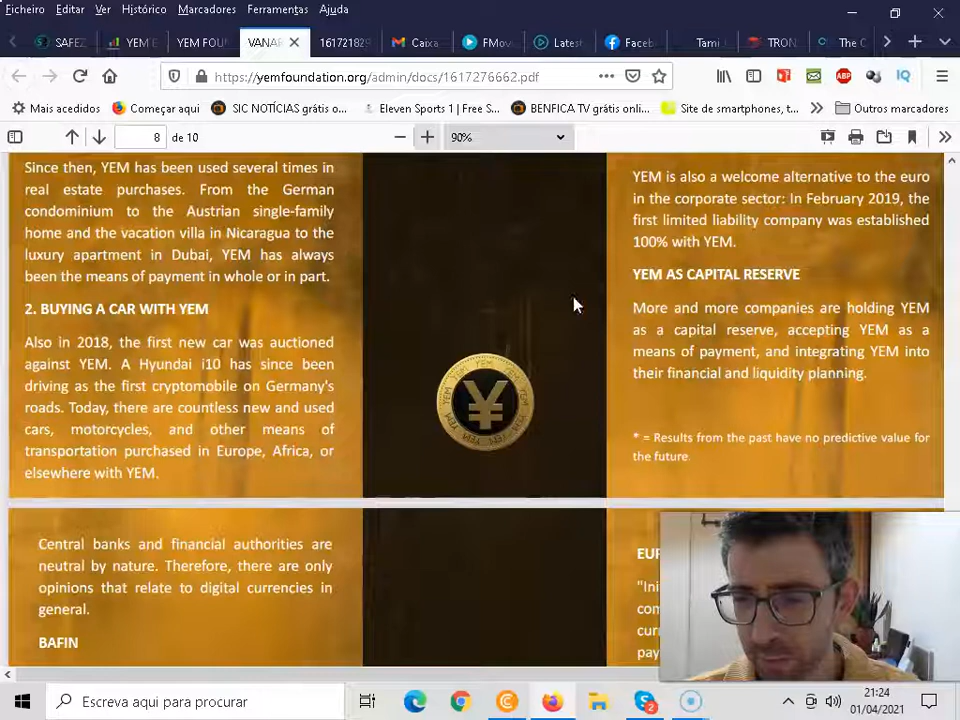 Ficheiro Editar Ver Histórico Marcadores Ferramentas Ajuda
SAFEZ YEM E YEM FOU VANA 161721829 Caixa FMov Latest Faceb Tami TRON The C
https://yemfoundation.org/admin/docs/1617276662.pdf
Mais acedidos Começar aqui SIC NOTÍCIAS grátis o... Eleven Sports 1 | Free S... BENFICA TV grátis onli... Site de smartphones, t... Outros marcadores
8 de 10 90%
Since then, YEM has been used several times in
real estate purchases. From the German
condominium to the Austrian single-family
home and the vacation villa in Nicaragua to the
luxury apartment in Dubai, YEM has always
been the means of payment in whole or in part.
2. BUYING A CAR WITH YEM
Also in 2018, the first new car was auctioned
against YEM. A Hyundai i10 has since been
driving as the first cryptomobile on Germany's
roads. Today, there are countless new and used
cars, motorcycles, and other means of
transportation purchased in Europe, Africa, or
elsewhere with YEM.
YEM is also a welcome alternative to the euro
in the corporate sector: In February 2019, the
first limited liability company was established
100% with YEM.
YEM AS CAPITAL RESERVE
More and more companies are holding YEM
as a capital reserve, accepting YEM as a
means of payment, and integrating YEM into
their financial and liquidity planning.
* = Results from the past have no predictive value for
the future.
Central banks and financial authorities are
neutral by nature. Therefore, there are only
opinions that relate to digital currencies in
general.
BAFIN
EUR
"Ini
com
curr
pay
Escreva aqui para procurar
21:24
01/04/2021